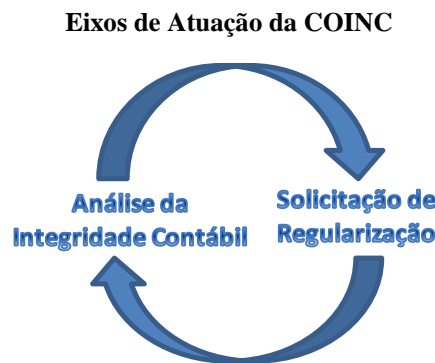 Eixos de Atuação da COINC
Análise da
Integridade Contábil
Solicitação de
Regularização